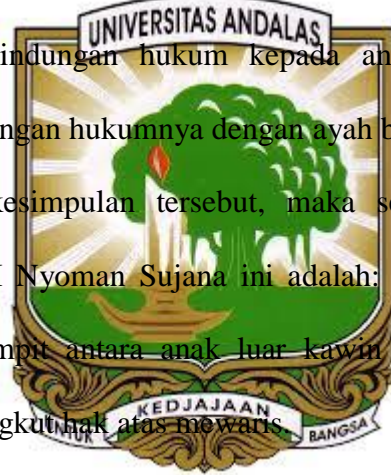 UNIVERSITAS ANDALAS
indungan hukum kepada an
ngan hukumnya dengan ayah b
kesimpulan tersebut, maka s
I Nyoman Sujana ini adalah:
mpit antara anak luar kawin
gkut hak atas mewaris.
UNTUK KEDJAJAAN BANGSA